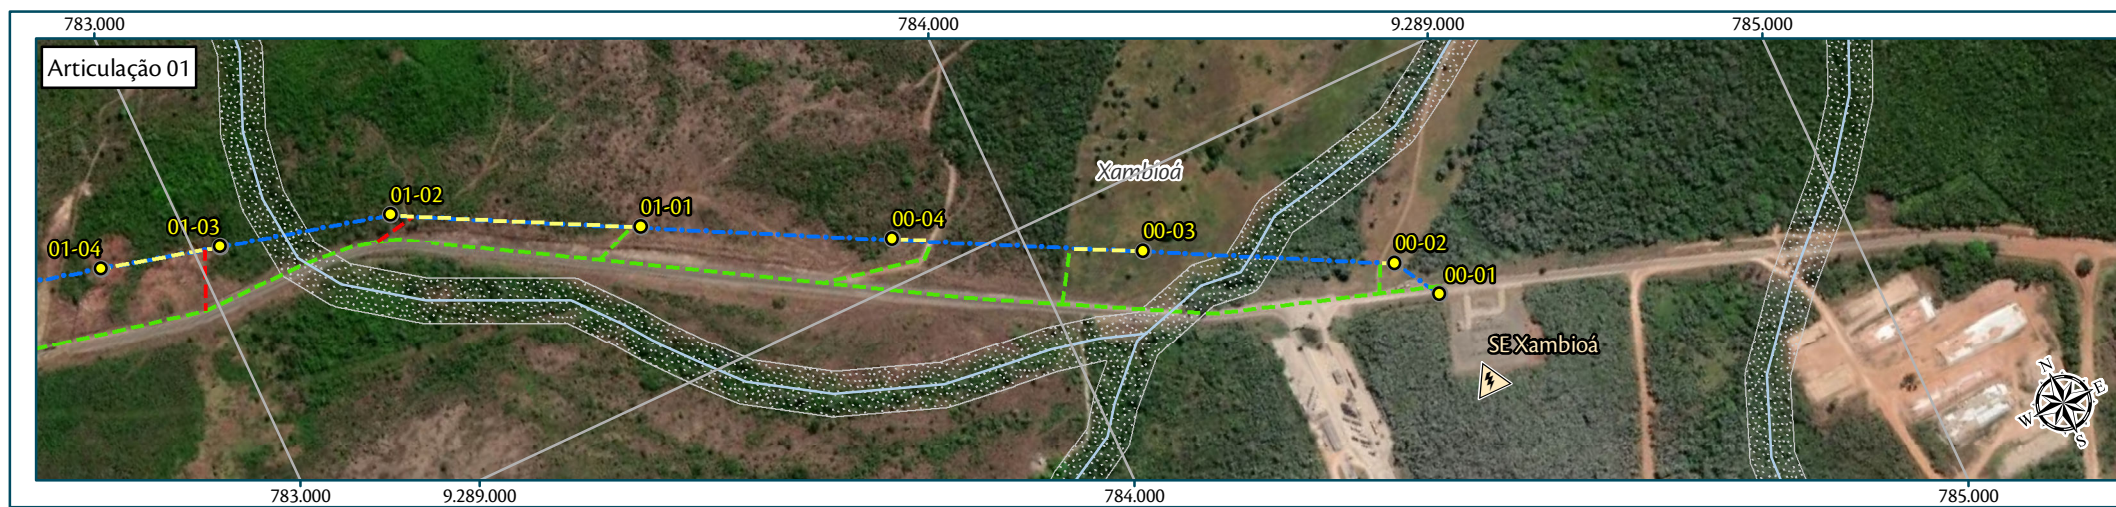 783.000 784.000 9.289.000 785.000
Articulação 01
Xambioá
01-02
01-01
00-04
01-03
00-03
00-02
01-04
00-01
SE Xambioá
N
E
W
S
783.000 9.289.000 784.000 785.000